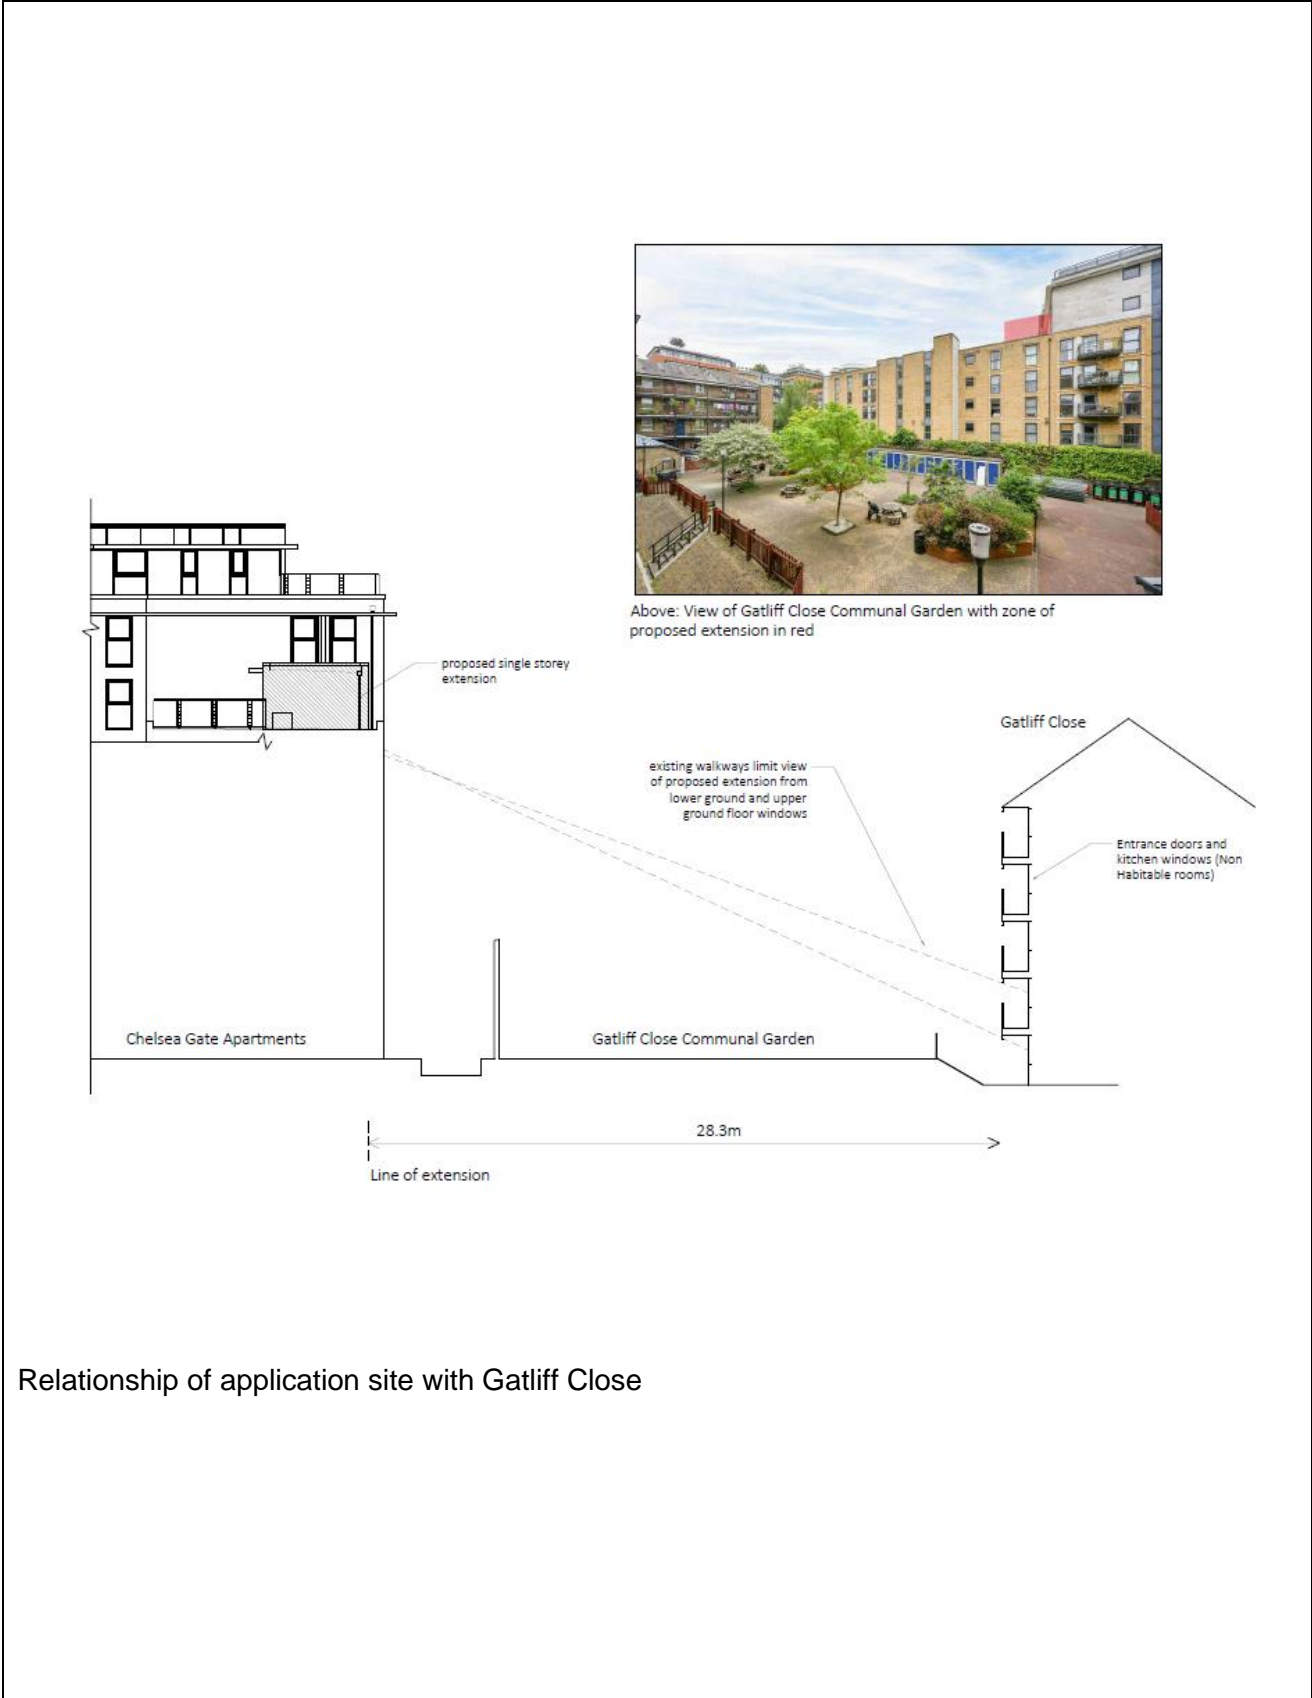 Above: View of Gatliff Close Communal Garden with zone of
proposed extension in red
proposed single storey
extension
Gatliff Close
existing walkways limit view
of proposed extension from
lower ground and upper
ground floor windows
Entrance doors and
kitchen windows (Non
Habitable rooms)
Chelsea Gate Apartments
Gatliff Close Communal Garden
28.3m
Line of extension
Relationship of application site with Gatliff Close